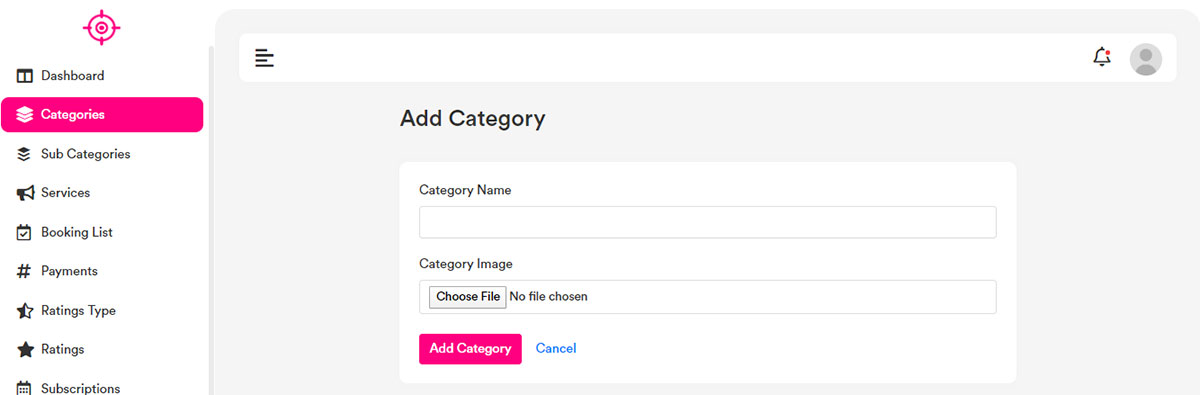 Dashboard
Categories
Sub Categories
Services
Booking List
Payments
Ratings Type
Ratings
Subscriptions
Add Category
Category Name
Category Image
Choose File No file chosen
Add Category Cancel